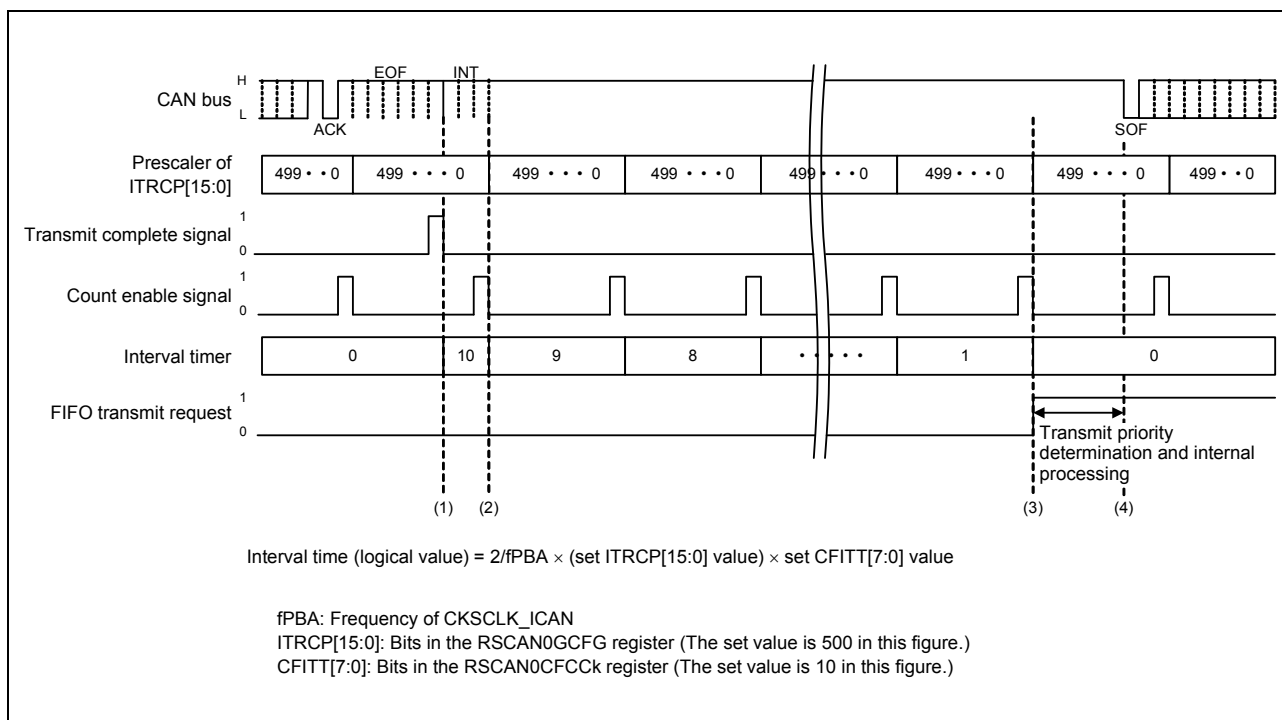 EOF INT
H
CAN bus
L
ACK SOF
Prescaler of
ITRCP[15:0]
499・・0 499・・・0 499・・・0 499・・・0 499・・・0 499・・・0 499・・・0 499・・0
Transmit complete signal 1
0
Count enable signal 1
0
Interval timer 0 10 9 8 ・・・・・ 1 0
FIFO transmit request 1
0
Transmit priority
determination and internal
processing
(1) (2) (3) (4)
Interval time (logical value) = 2/fPBA × (set ITRCP[15:0] value) × set CFITT[7:0] value
fPBA: Frequency of CKSCLK_ICAN
ITRCP[15:0]: Bits in the RSCAN0GCFG register (The set value is 500 in this figure.)
CFITT[7:0]: Bits in the RSCAN0CFCCk register (The set value is 10 in this figure.)